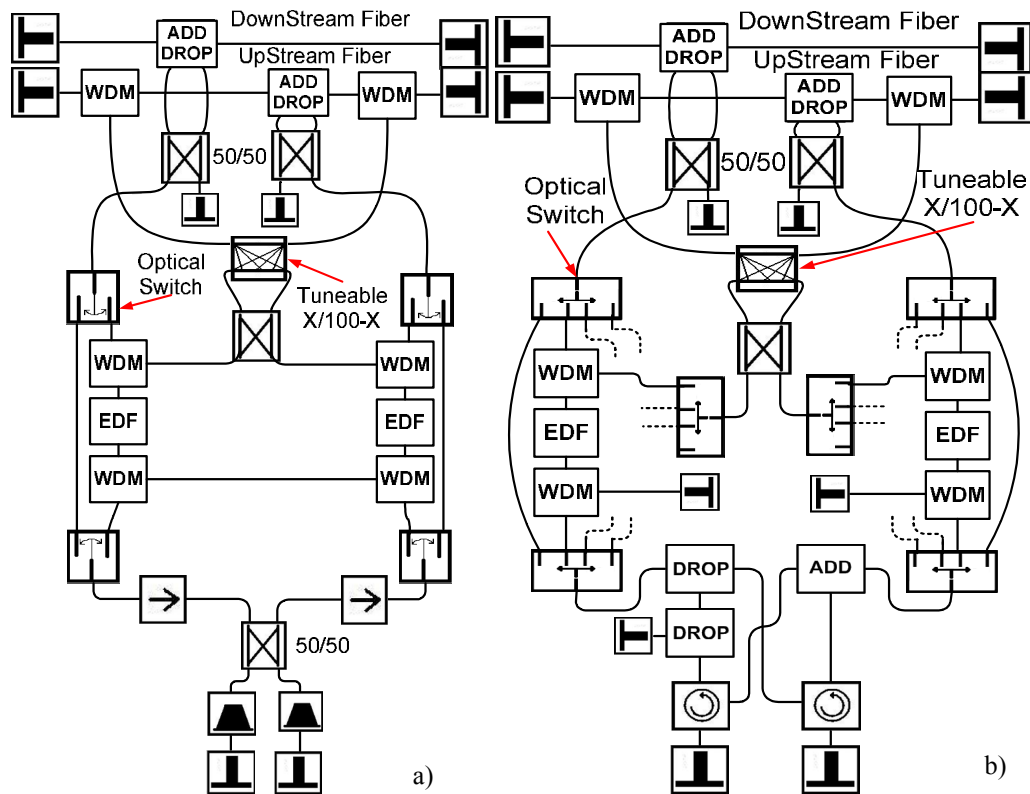 DownStream Fiber
ADD
DROP
UpStream Fiber
WDM
ADD
DROP
WDM
50/50
Optical
Switch
Tuneable
X/100-X
WDM
WDM
EDF
EDF
WDM
WDM
50/50
a)
DownStream Fiber
ADD
DROP
UpStream Fiber
WDM
ADD
DROP
WDM
50/50
Optical
Switch
Tuneable
X/100-X
WDM
WDM
EDF
EDF
WDM
WDM
DROP
ADD
DROP
b)